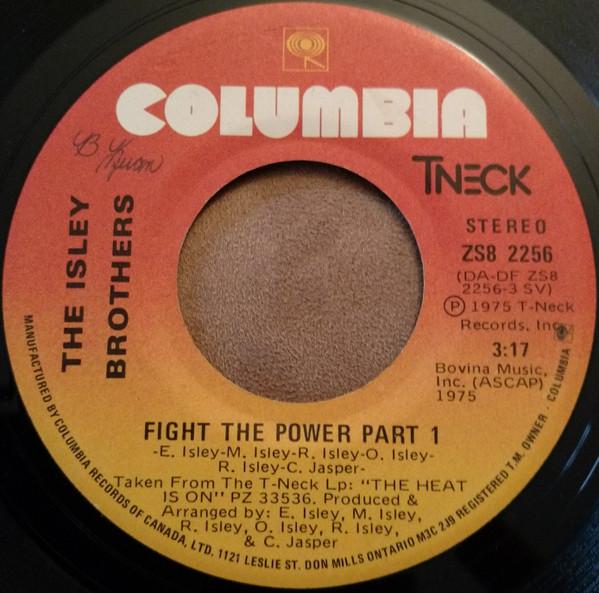 COLUMBIA
TNECK
THE ISLEY
BROTHERS
STEREO
ZS8 2256
(DA-DF ZS8
2256-3 SV)
Ⓟ 1975 T-Neck
Records, Inc.
3:17
Bovina Music,
Inc. (ASCAP)
1975
FIGHT THE POWER PART 1
-E. Isley-M. Isley-R. Isley-O. Isley-
R. Isley-C. Jasper-
Taken From The T-Neck Lp: "THE HEAT
IS ON" PZ 33536. Produced &
Arranged by: E. Isley, M. Isley,
R. Isley, O. Isley, R. Isley,
& C. Jasper
MANUFACTURED BY COLUMBIA RECORDS OF CANADA, LTD. 1121 LESLIE ST. DON MILLS ONTARIO M3C 2J9 REGISTERED T.M. OWNER · COLUMBIA